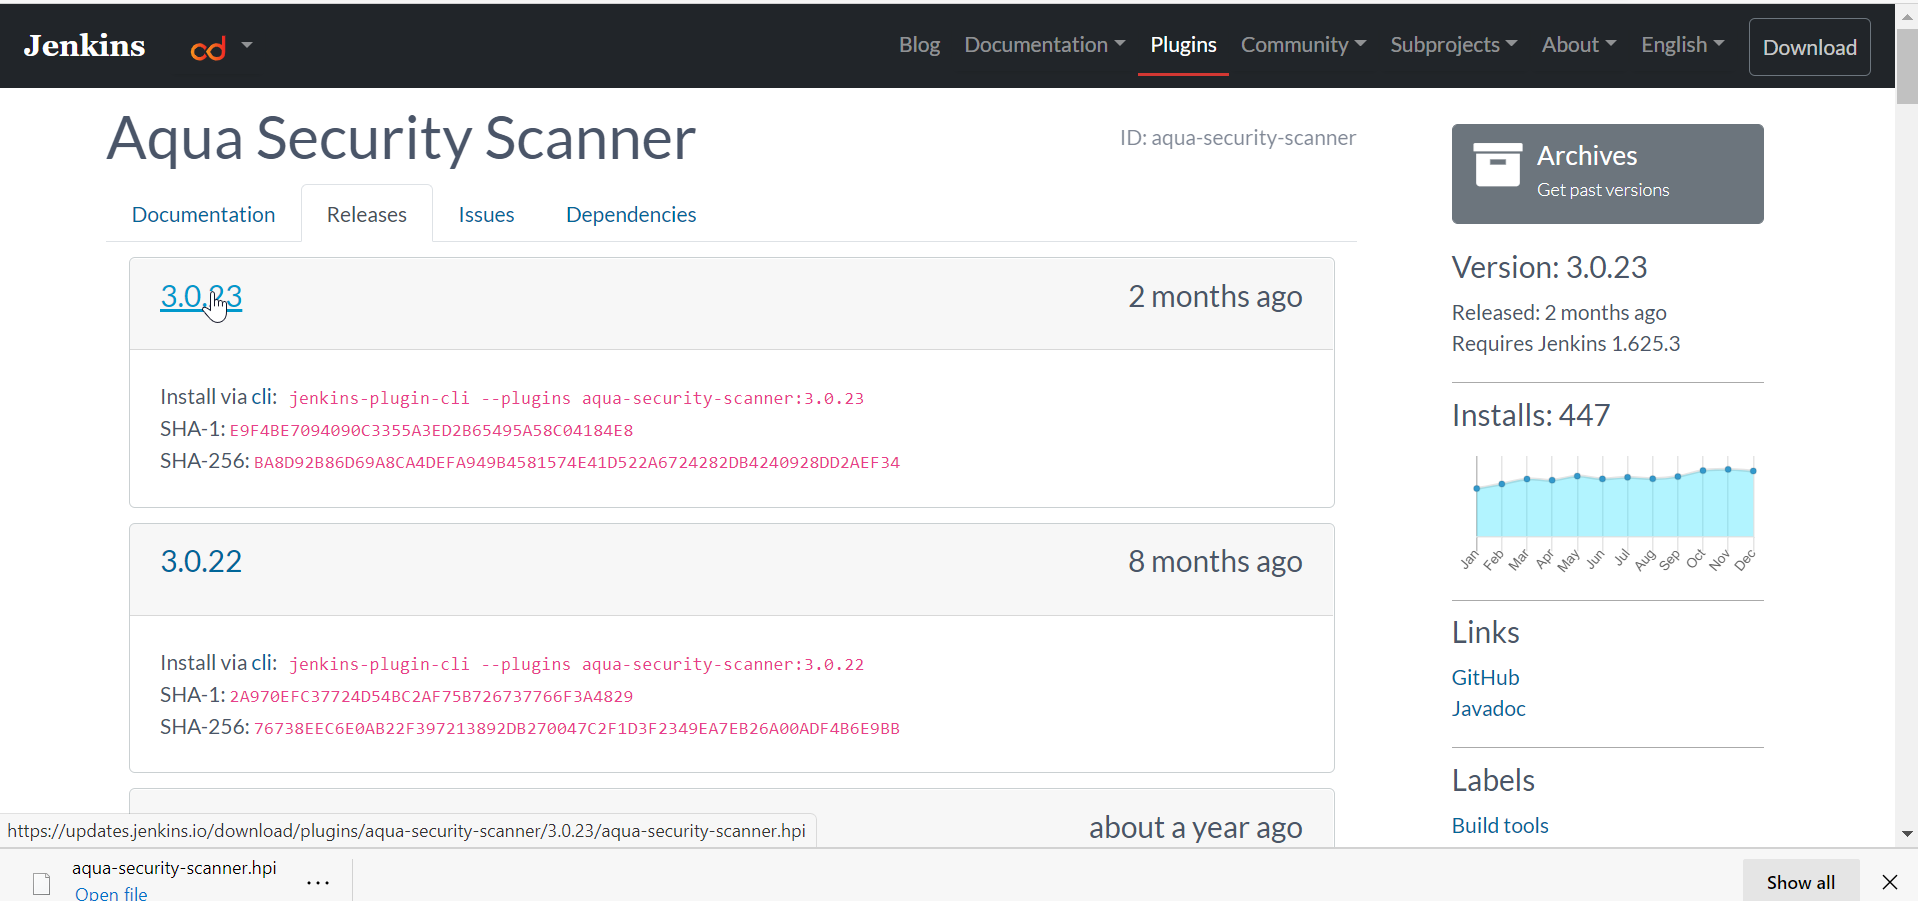 Jenkins
Blog Documentation Plugins Community Subprojects About English Download
Aqua Security Scanner
ID: aqua-security-scanner
Documentation Releases Issues Dependencies
3.0.23 2 months ago
Install via cli: jenkins-plugin-cli --plugins aqua-security-scanner:3.0.23
SHA-1: E9F4BE7094090C3355A3ED2B65495A58C04184E8
SHA-256: BA8D92B86D69A8CA4DEFA949B4581574E41D522A6724282DB4240928DD2AEF34
3.0.22 8 months ago
Install via cli: jenkins-plugin-cli --plugins aqua-security-scanner:3.0.22
SHA-1: 2A970EFC37724D54BC2AF75B726737766F3A4829
SHA-256: 76738EEC6E0AB22F397213892DB270047C2F1D3F2349EA7EB26A00ADF4B6E9BB
about a year ago
Archives
Get past versions
Version: 3.0.23
Released: 2 months ago
Requires Jenkins 1.625.3
Installs: 447
Jan Feb Mar Apr May Jun Jul Aug Sep Oct Nov Dec
Links
GitHub
Javadoc
Labels
Build tools
https://updates.jenkins.io/download/plugins/aqua-security-scanner/3.0.23/aqua-security-scanner.hpi
aqua-security-scanner.hpi
Open file
...
Show all